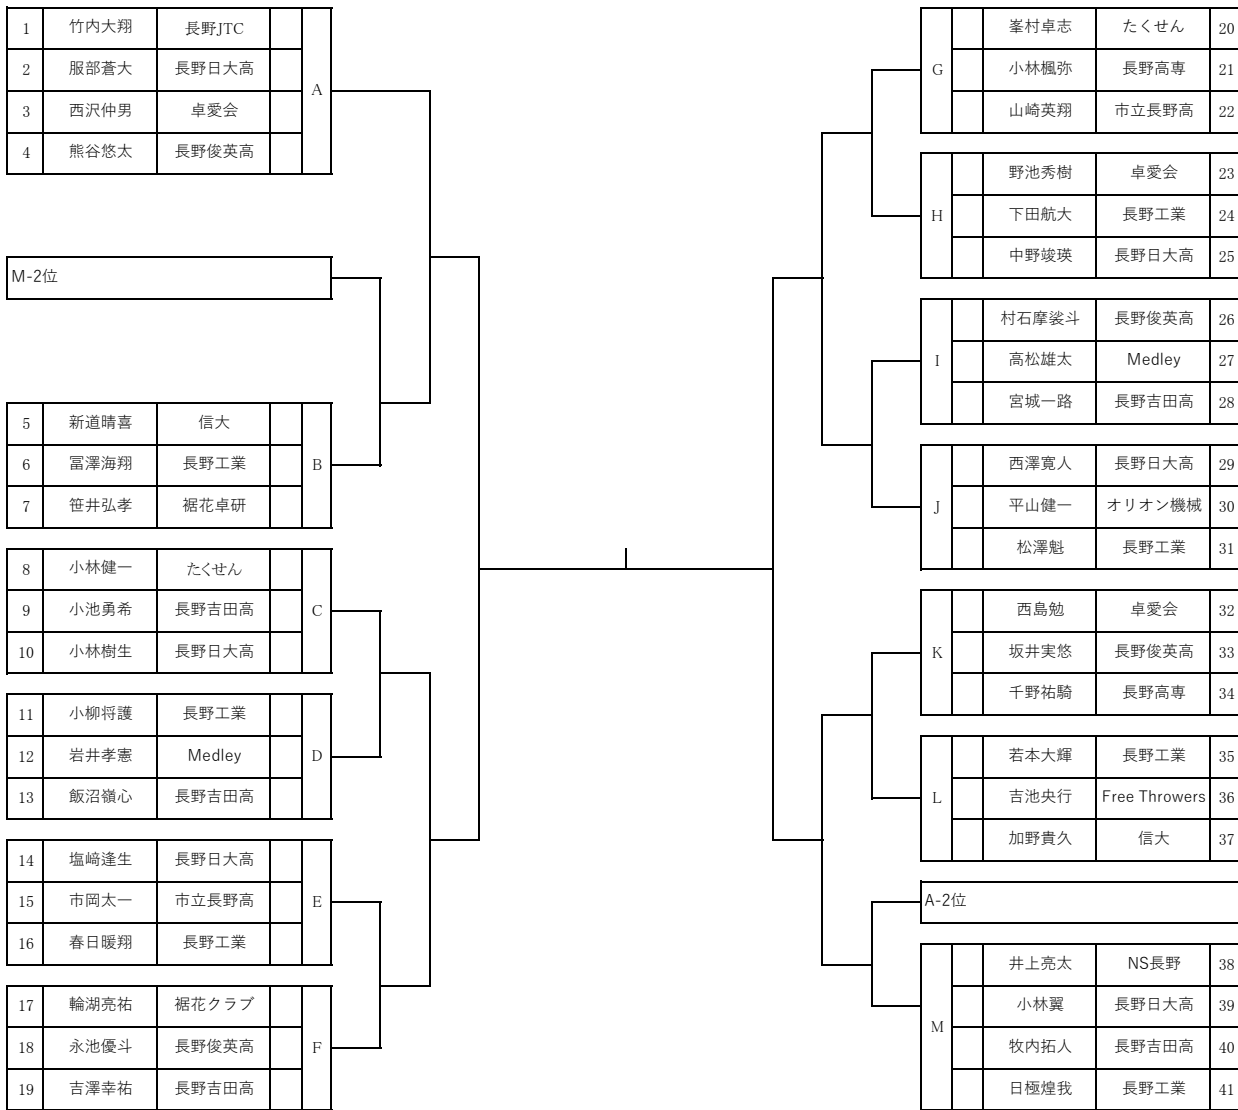 1 竹内大翔 長野JTC
2 服部蒼大 長野日大高
A
3 西沢仲男 卓愛会
4 熊谷悠太 長野俊英高
M-2位
5 新道晴喜 信大
6 冨澤海翔 長野工業 B
7 笹井弘孝 裾花卓研
8 小林健一 たくせん
9 小池勇希 長野吉田高 C
10 小林樹生 長野日大高
11 小柳将護 長野工業
12 岩井孝憲 Medley D
13 飯沼嶺心 長野吉田高
14 塩﨑逢生 長野日大高
15 市岡太一 市立長野高 E
16 春日暖翔 長野工業
17 輪湖亮祐 裾花クラブ
18 永池優斗 長野俊英高 F
19 吉澤幸祐 長野吉田高
峯村卓志 たくせん 20
G 小林楓弥 長野高専 21
山崎英翔 市立長野高 22
野池秀樹 卓愛会 23
H 下田航大 長野工業 24
中野竣瑛 長野日大高 25
村石摩裟斗 長野俊英高 26
I 高松雄太 Medley 27
宮城一路 長野吉田高 28
西澤寛人 長野日大高 29
J 平山健一 オリオン機械 30
松澤魁 長野工業 31
西島勉 卓愛会 32
K 坂井実悠 長野俊英高 33
千野祐騎 長野高専 34
若本大輝 長野工業 35
L 吉池央行 Free Throwers 36
加野貴久 信大 37
A-2位
井上亮太 NS長野 38
小林翼 長野日大高 39
M
牧内拓人 長野吉田高 40
日極煌我 長野工業 41